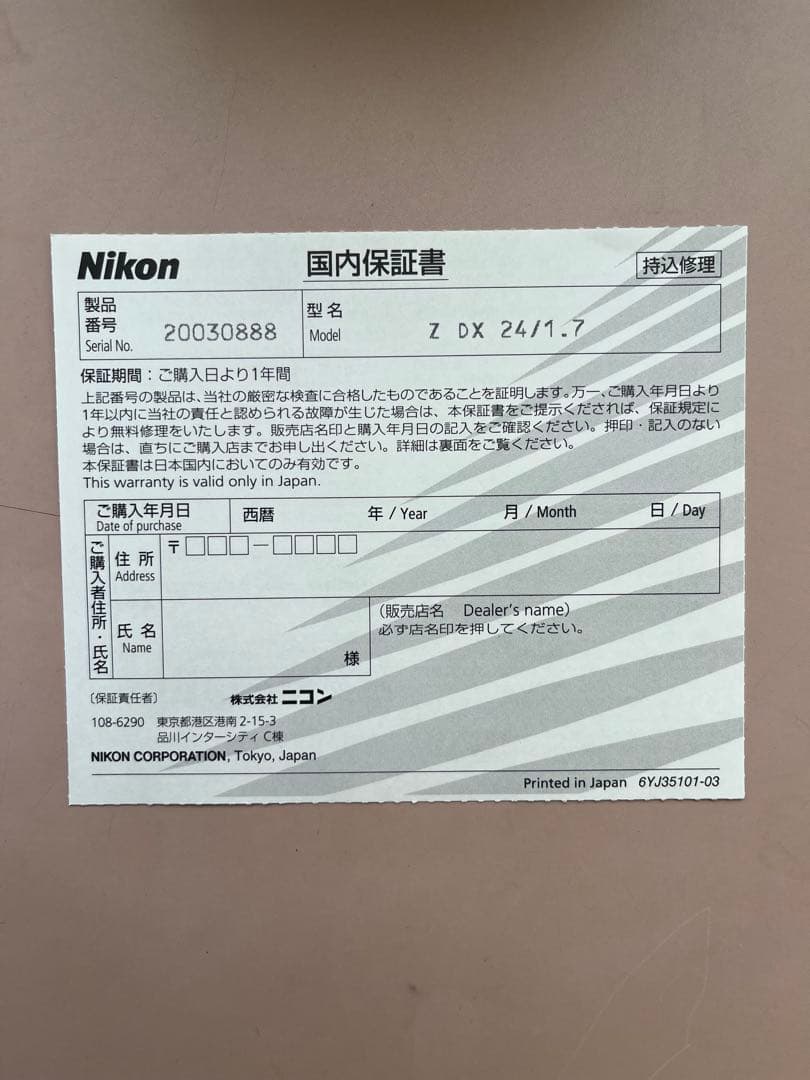 Nikon 国内保証書 持込修理
製品番号 Serial No. 20030888 型名 Model Z DX 24/1.7
保証期間：ご購入日より1年間
上記番号の製品は、当社の厳密な検査に合格したものであることを証明します。万一、ご購入年月日より
1年以内に当社の責任と認められる故障が生じた場合は、本保証書をご提示くだされば、保証規定に
より無料修理をいたします。販売店名印と購入年月日の記入をご確認ください。押印・記入のない
場合は、直ちにご購入店までお申し出ください。詳細は裏面をご覧ください。
本保証書は日本国内においてのみ有効です。
This warranty is valid only in Japan.
ご購入年月日 Date of purchase 西暦 年 / Year 月 / Month 日 / Day
ご購入者住所・氏名
住所 Address 〒□□□－□□□□
氏名 Name 様
（販売店名 Dealer's name）
必ず店名印を押してください。
〔保証責任者〕 株式会社 ニコン
108-6290 東京都港区港南2-15-3
品川インターシティ C棟
NIKON CORPORATION, Tokyo, Japan
Printed in Japan 6YJ35101-03